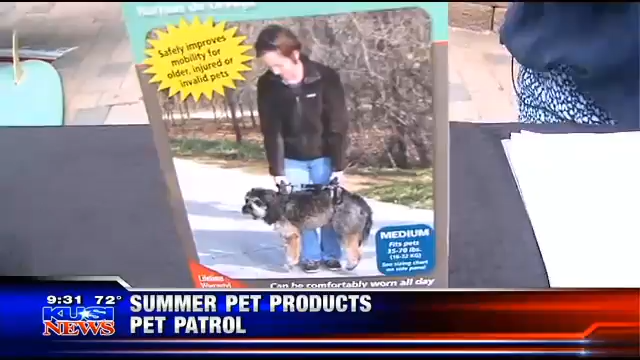 Safely improves
mobility for
older, injured or
invalid pets
MEDIUM
Fits pets
35-70 lbs.
(16-32 KG)
See sizing chart
on side panel
Can be comfortably worn all day
9:31 72°
KUSI
NEWS
SUMMER PET PRODUCTS
PET PATROL